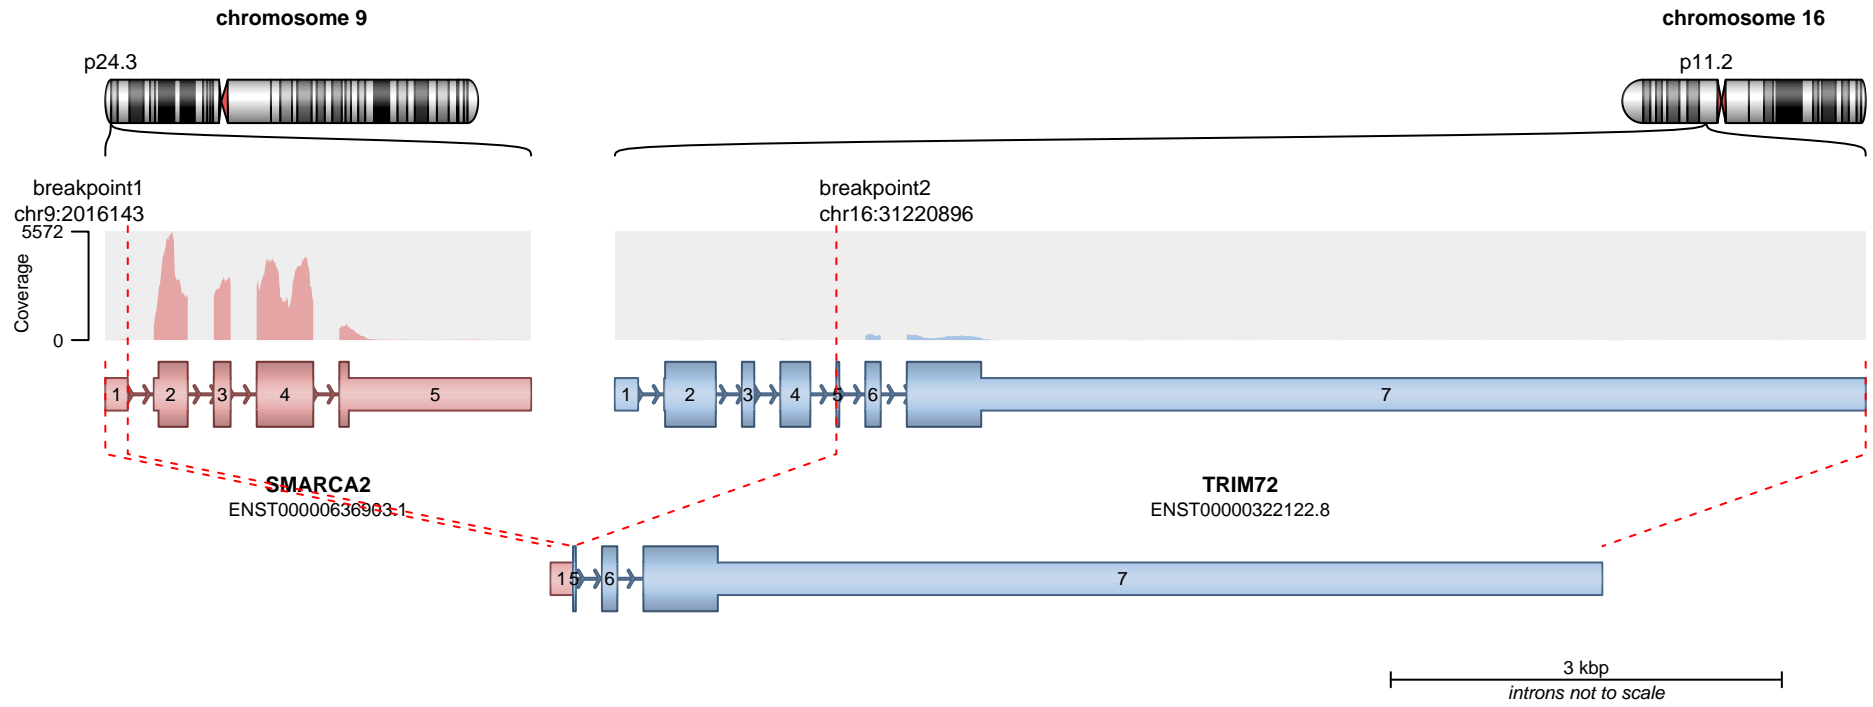 chromosome 9
chromosome 16
p24.3
p11.2
breakpoint1
chr9:2016143
breakpoint2
chr16:31220896
5572
Coverage
0
1 2 3 4 5
1 2 3 4 5 6 7
SMARCA2
ENST00000636903.1
TRIM72
ENST00000322122.8
1 5 6 7
3 kbp
introns not to scale